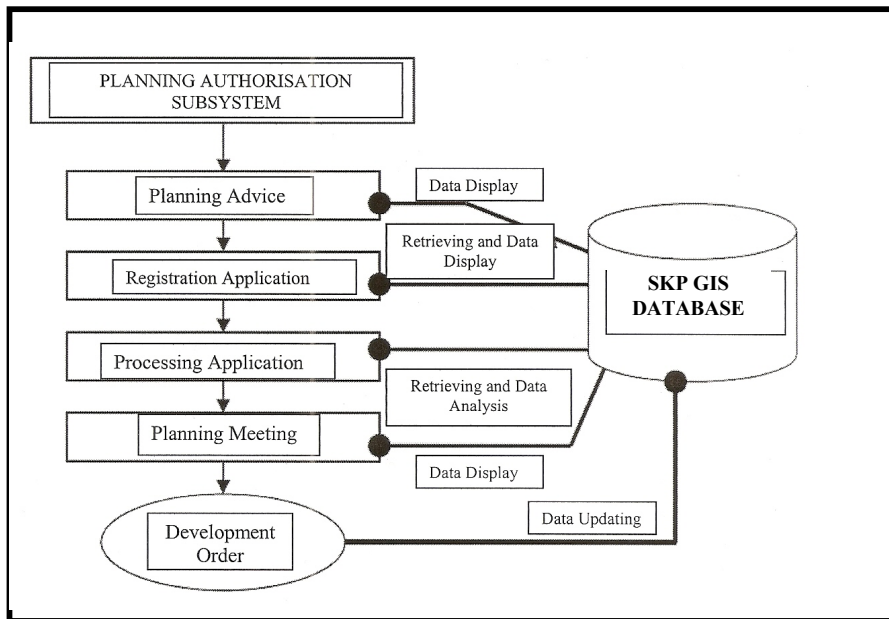 PLANNING AUTHORISATION
SUBSYSTEM
Planning Advice
Data Display
Retrieving and Data
Display
Registration Application
SKP GIS
DATABASE
Processing Application
Retrieving and Data
Analysis
Planning Meeting
Data Display
Data Updating
Development
Order